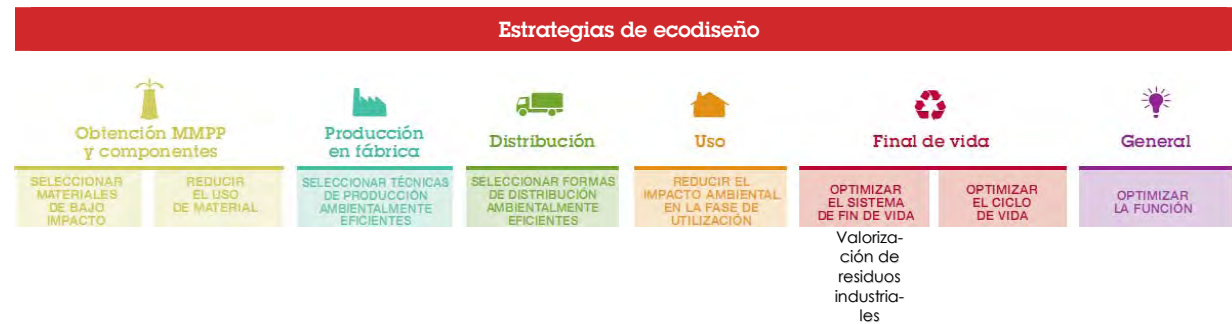 Estrategias de ecodiseño
Obtención MMPP
y componentes
Producción
en fábrica
Distribución
Uso
Final de vida
General
SELECCIONAR
MATERIALES
DE BAJO
IMPACTO
REDUCIR
EL USO
DE MATERIAL
SELECCIONAR TÉCNICAS
DE PRODUCCIÓN
AMBIENTALMENTE
EFICIENTES
SELECCIONAR FORMAS
DE DISTRIBUCIÓN
AMBIENTALMENTE
EFICIENTES
REDUCIR EL
IMPACTO AMBIENTAL
EN LA FASE DE
UTILIZACIÓN
OPTIMIZAR
EL SISTEMA
DE FIN DE VIDA
OPTIMIZAR
EL CICLO
DE VIDA
OPTIMIZAR
LA FUNCIÓN
Valoriza-
ción de
residuos
industria-
les